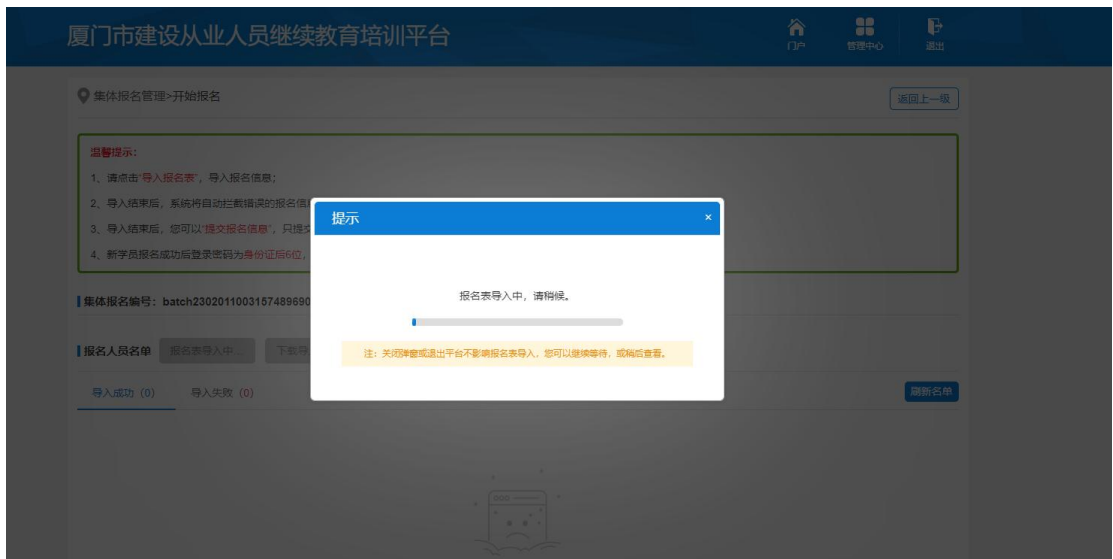 厦门市建设从业人员继续教育培训平台
门户
管理中心
退出
集体报名管理>开始报名
返回上一级
温馨提示：
1、请点击“导入报名表”，导入报名信息；
2、导入结束后，系统将自动拦截错误的报名信息
3、导入结束后，您可以“提交报名信息”，只提交
4、新学员报名成功后登录密码为身份证后6位，
提示
×
报名表导入中，请稍候。
注：关闭弹窗或退出平台不影响报名表导入，您可以继续等待，或稍后查看。
集体报名编号：batch2302011003157489690
报名人员名单
报名表导入中...
下载导
导入成功（0）
导入失败（0）
刷新名单